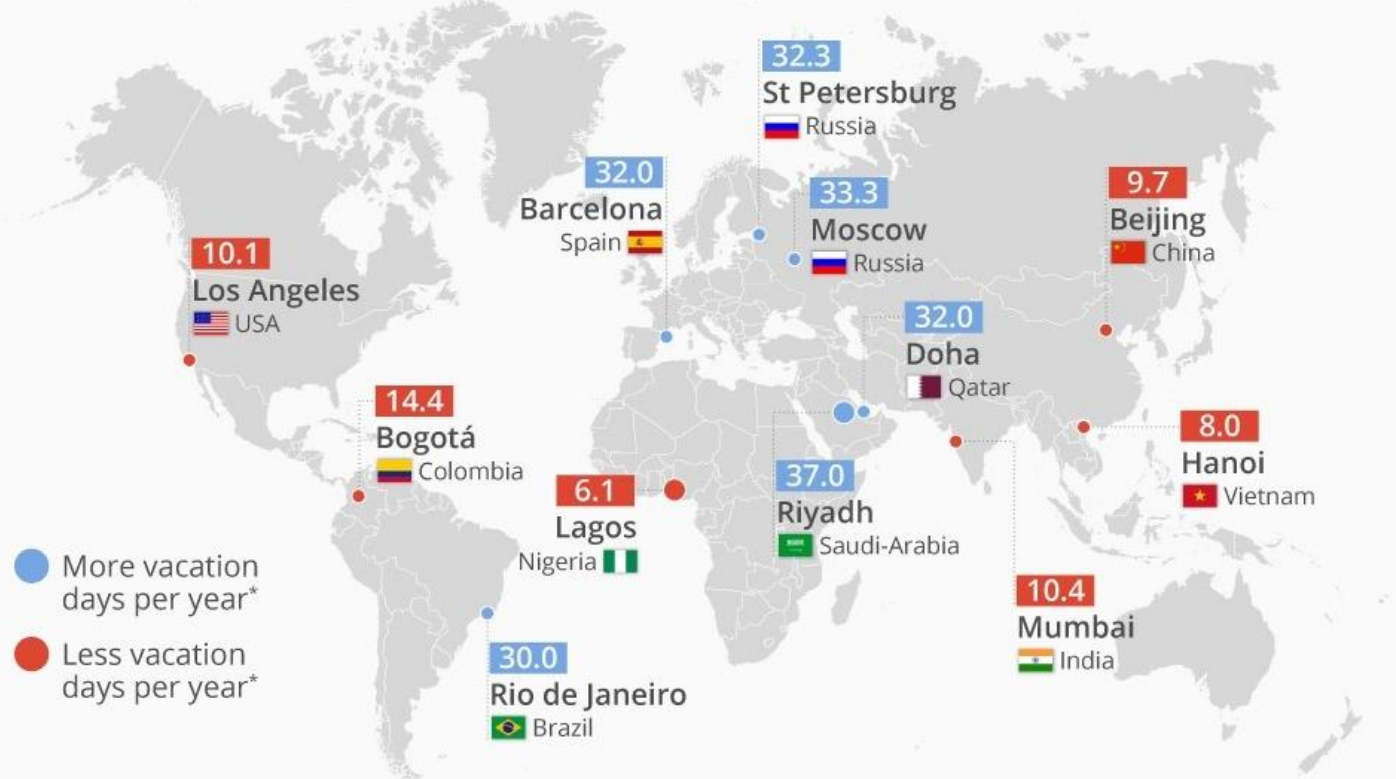 32.3
St Petersburg
Russia
32.0
Barcelona
Spain
33.3
Moscow
Russia
9.7
Beijing
China
10.1
Los Angeles
USA
32.0
Doha
Qatar
14.4
Bogotá
Colombia
8.0
Hanoi
Vietnam
6.1
Lagos
Nigeria
37.0
Riyadh
Saudi-Arabia
More vacation
days per year*
Less vacation
days per year*
10.4
Mumbai
India
30.0
Rio de Janeiro
Brazil